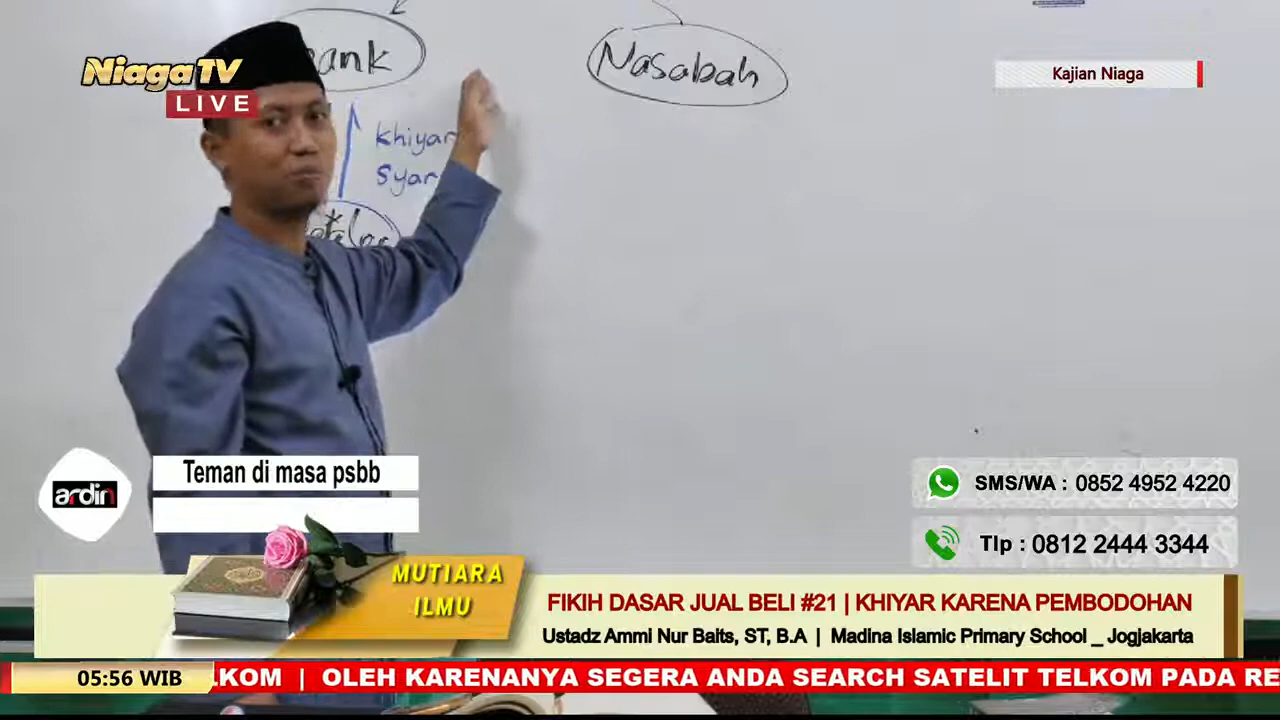 Nasabah
NiagaTV
LIVE
Kajian Niaga
Khiyar
Syar
ardin
Teman di masa psbb
SMS/WA : 0852 4952 4220
Tlp : 0812 2444 3344
MUTIARA
ILMU
FIKIH DASAR JUAL BELI #21 | KHIYAR KARENA PEMBODOHAN
Ustadz Ammi Nur Baits, ST, B.A | Madina Islamic Primary School _ Jogjakarta
05:56 WIB
LKOM | OLEH KARENANYA SEGERA ANDA SEARCH SATELIT TELKOM PADA RE